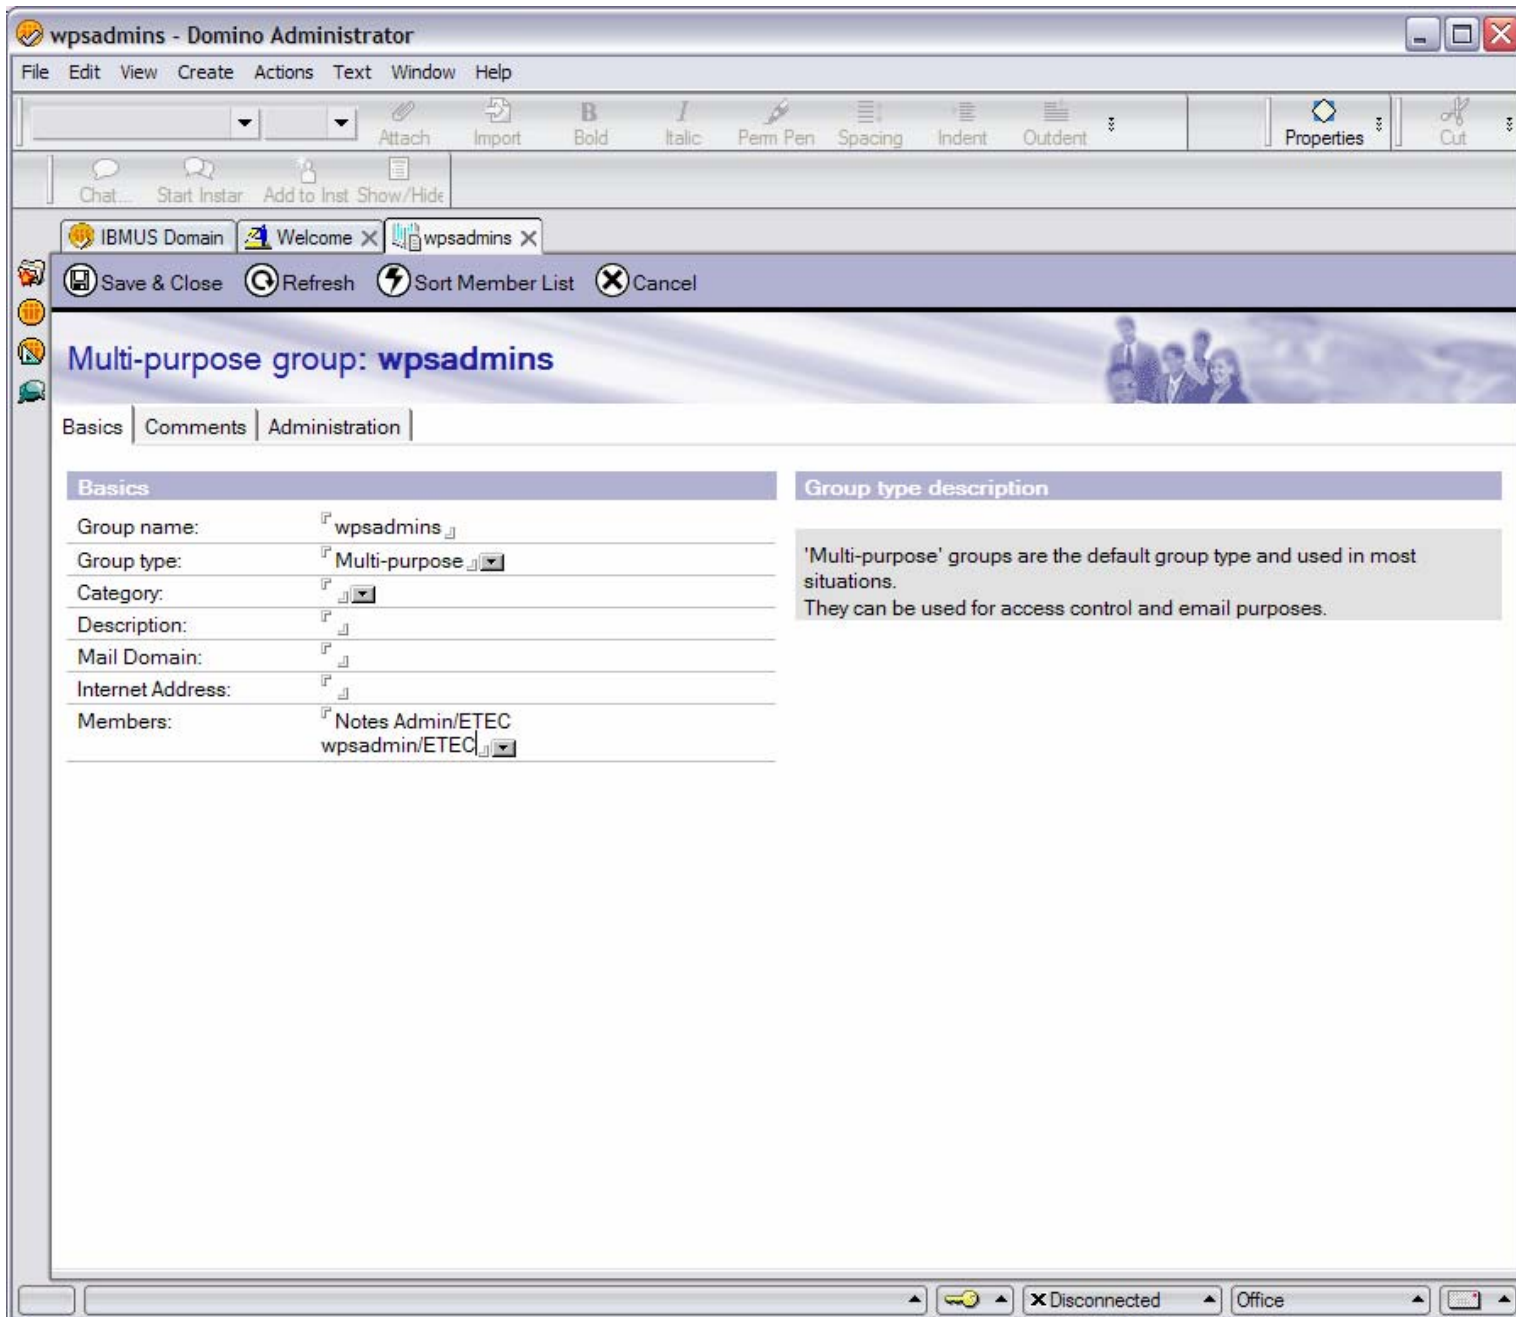 wpsadmins - Domino Administrator
File Edit View Create Actions Text Window Help
Attach Import Bold Italic Perm Pen Spacing Indent Outdent Properties Cut
Chat... Start Instar Add to Inst Show/Hide
IBMUS Domain Welcome wpsadmins
Save & Close Refresh Sort Member List Cancel
Multi-purpose group: wpsadmins
Basics Comments Administration
Basics Group type description
Group name: wpsadmins
Group type: Multi-purpose
'Multi-purpose' groups are the default group type and used in most
situations.
They can be used for access control and email purposes.
Category:
Description:
Mail Domain:
Internet Address:
Members: Notes Admin/ETEC
wpsadmin/ETEC
Disconnected Office